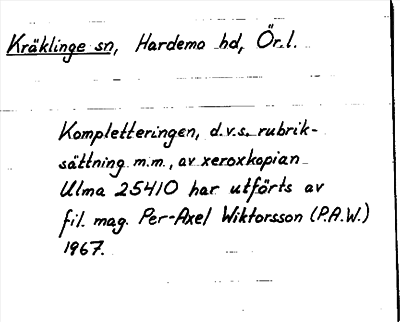 Kräklinge sn, Hardemo hd, Ör.l.
Kompletteringen, d.v.s. rubrik-
sättning m.m., av xeroxkopian
Ulma 25410 har utförts av
fil. mag. Per-Axel Wiktorsson (P.A.W.)
1967.